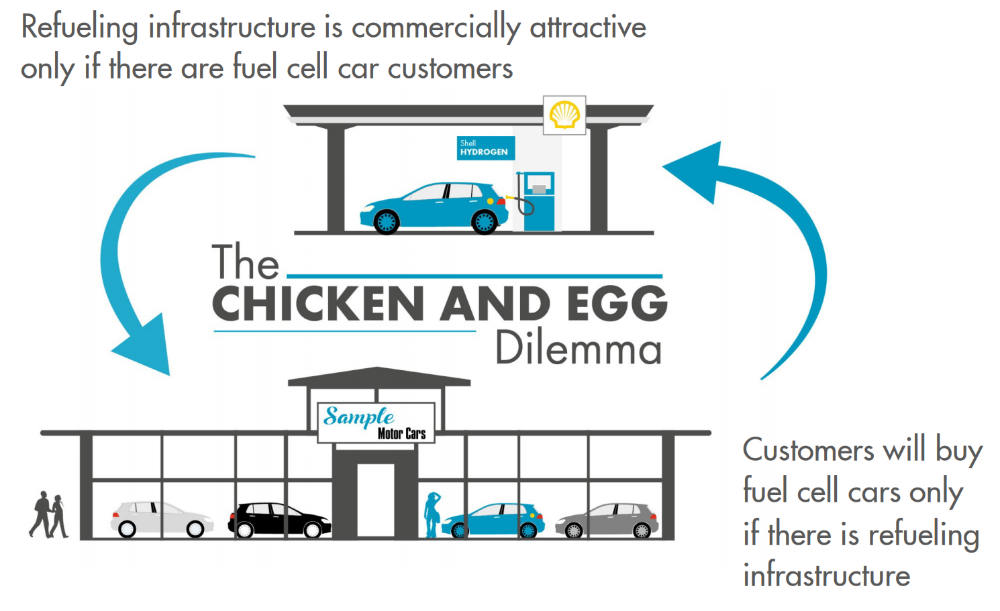 Refueling infrastructure is commercially attractive
only if there are fuel cell car customers
Shell
HYDROGEN
The
CHICKEN AND EGG
Dilemma
Sample
Motor Cars
Customers will buy
fuel cell cars only
if there is refueling
infrastructure